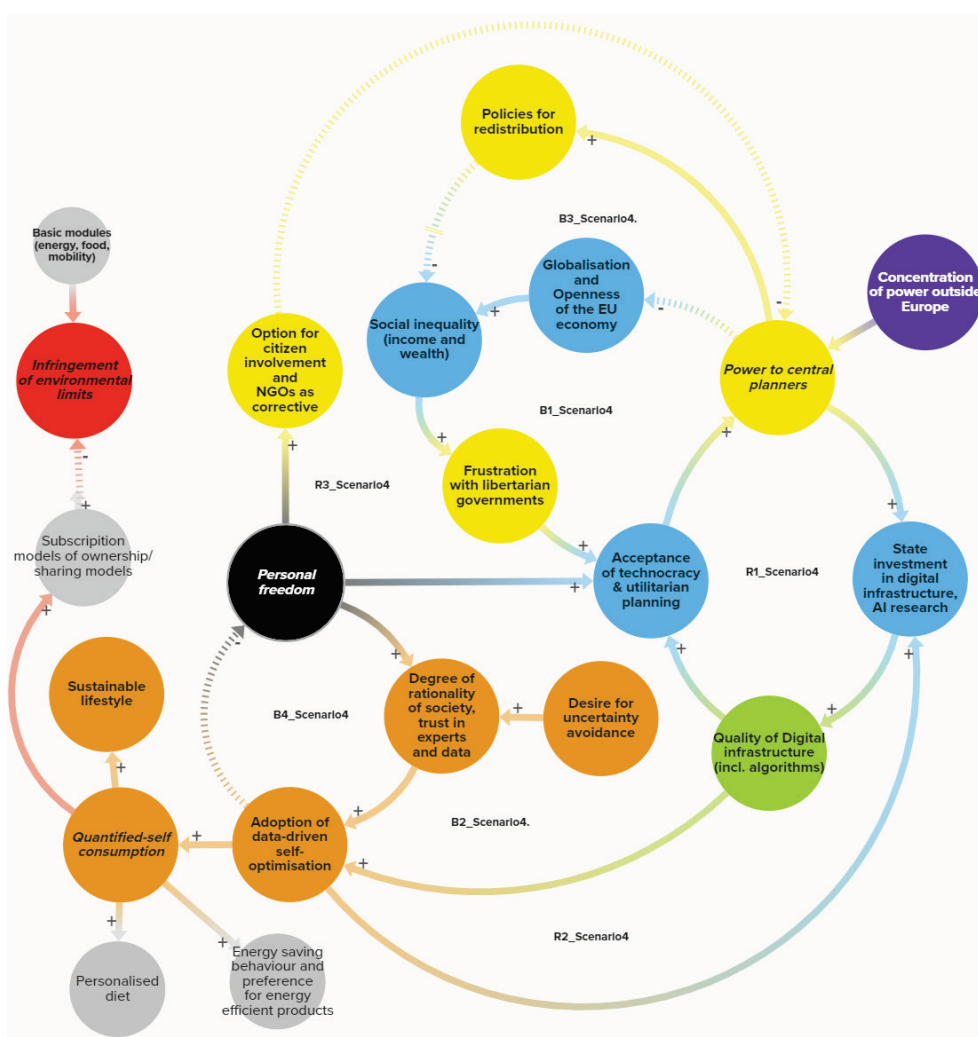 Policies for
redistribution
+
B3_Scenario4.
Basic modules
(energy, food,
mobility)
-
Globalisation and
Openness of the EU
economy
Concentration
of power outside
Europe
-
+
-
+
Social inequality
(income and
wealth)
Option for
citizen
involvement
and
NGOs as
corrective
Infringement
of environmental
limits
Power to central
planners
B1_Scenario4
+
+
+
-
Frustration
with libertarian
governments
R3_Scenario4
+
+
+
Subscripition
models of ownership/
sharing models
Personal
freedom
Acceptance
of technocracy
& utilitarian
planning
R1_Scenario4
State
investment
in digital
infrastructure,
AI research
+
+
-
+
+
+
Sustainable
lifestyle
B4_Scenario4
Degree of
rationality
of society,
trust in
experts
and data
+
Desire for
uncertainty
avoidance
+
Quality of Digital
infrastructure
(incl. algorithms)
+
+
B2_Scenario4.
Quantified-self
consumption
+
Adoption of
data-driven
self-
optimisation
+
+
+
R2_Scenario4
Personalised
diet
Energy saving
behaviour and
preference
for energy
efficient products